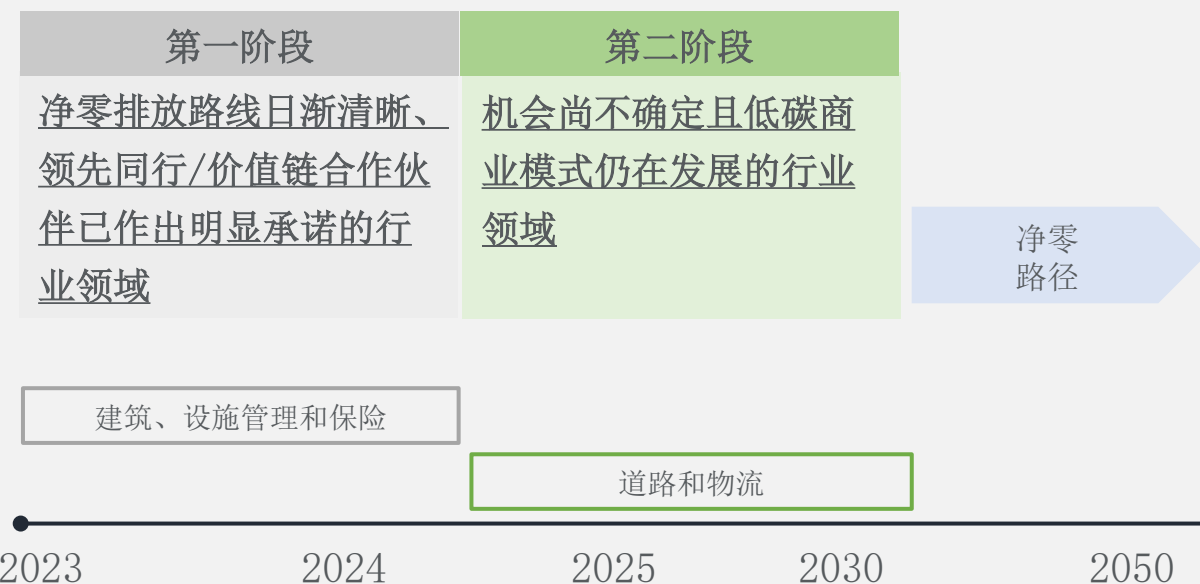 第一阶段
第二阶段
净零排放路线日渐清晰、
领先同行/价值链合作伙
伴已作出明显承诺的行
业领域
机会尚不确定且低碳商
业模式仍在发展的行业
领域
净零
路径
建筑、设施管理和保险
道路和物流
2023 2024 2025 2030 2050